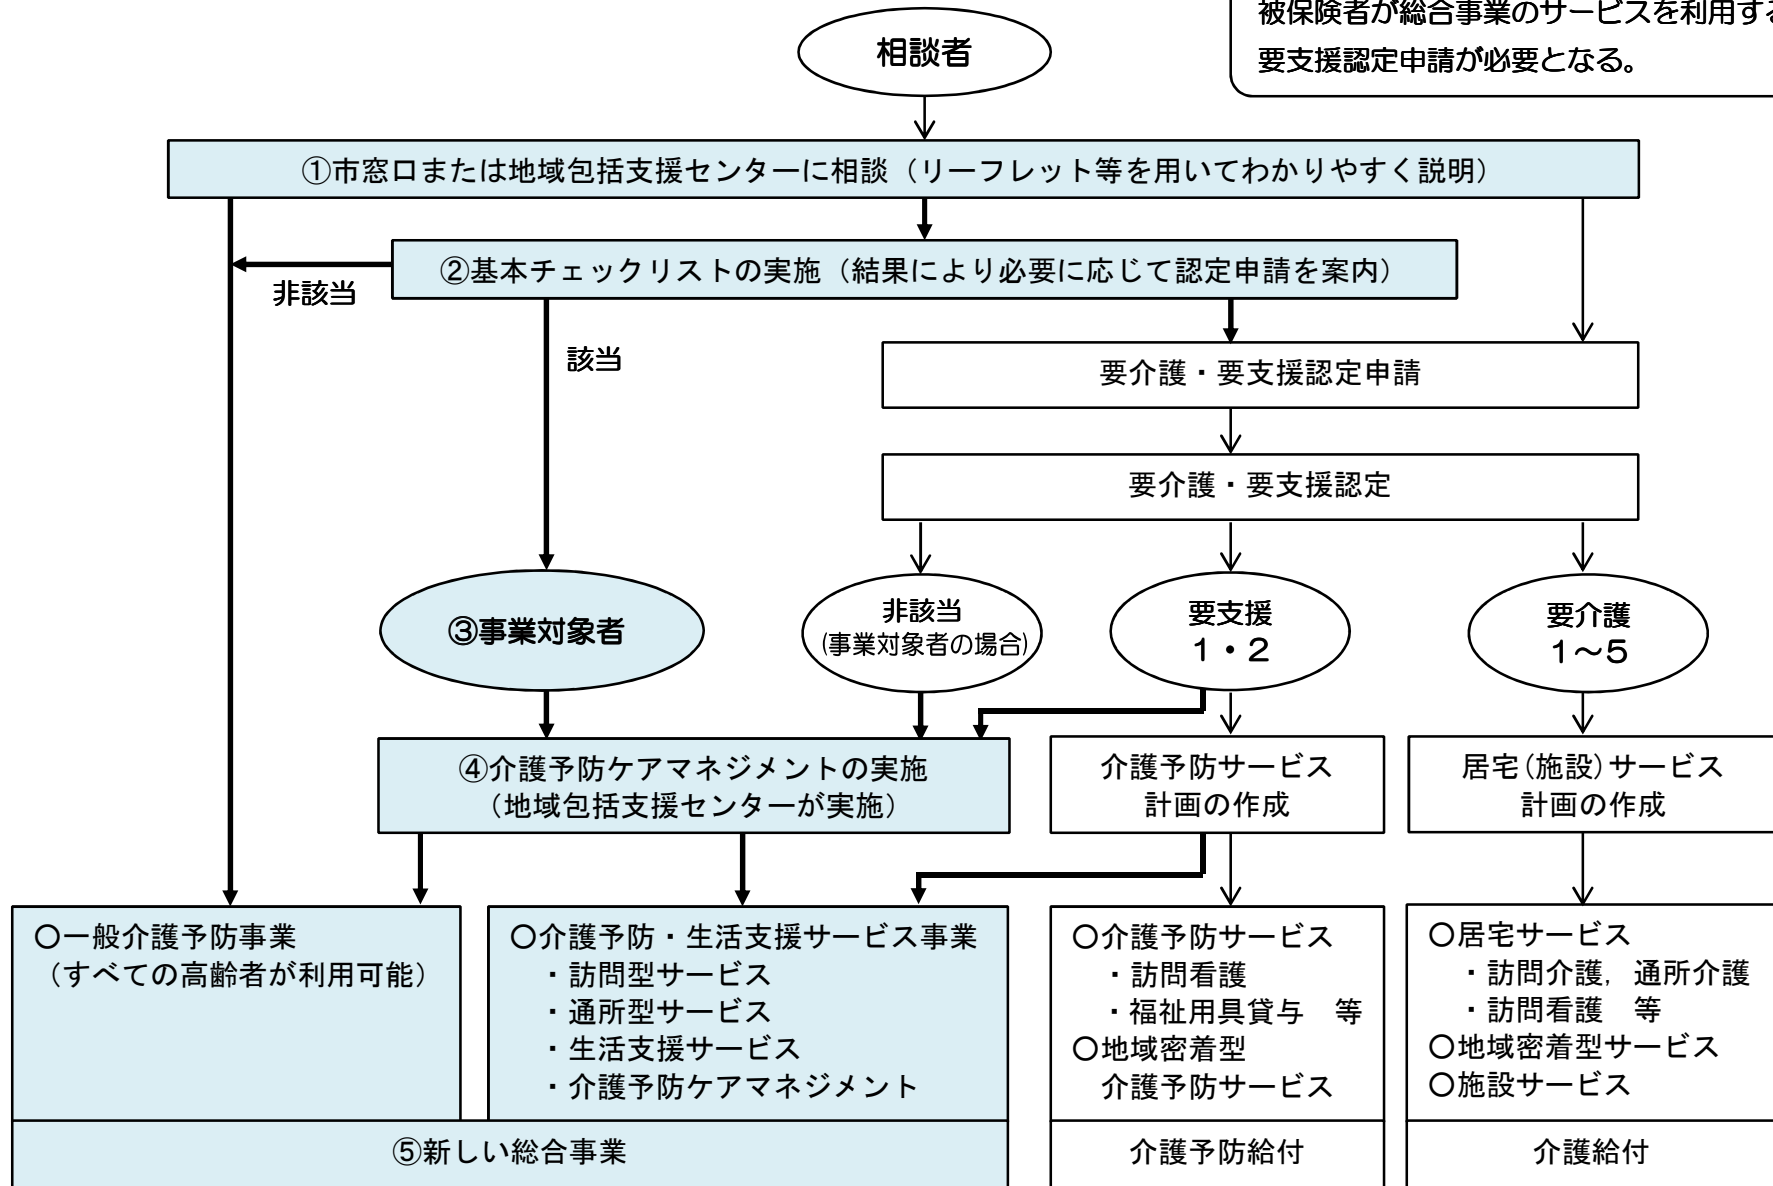 被保険者が総合事業のサービスを利用する
要支援認定申請が必要となる。
相談者
①市窓口または地域包括支援センターに相談（リーフレット等を用いてわかりやすく説明）
②基本チェックリストの実施（結果により必要に応じて認定申請を案内）
非該当
該当
要介護・要支援認定申請
要介護・要支援認定
③事業対象者
非該当
(事業対象者の場合)
要支援
１・２
要介護
１～５
④介護予防ケアマネジメントの実施
（地域包括支援センターが実施）
介護予防サービス
計画の作成
居宅(施設)サービス
計画の作成
〇一般介護予防事業
（すべての高齢者が利用可能）
〇介護予防・生活支援サービス事業
・訪問型サービス
・通所型サービス
・生活支援サービス
・介護予防ケアマネジメント
〇介護予防サービス
・訪問看護
・福祉用具貸与　等
〇地域密着型
介護予防サービス
〇居宅サービス
・訪問介護，通所介護
・訪問看護　等
〇地域密着型サービス
〇施設サービス
⑤新しい総合事業
介護予防給付
介護給付